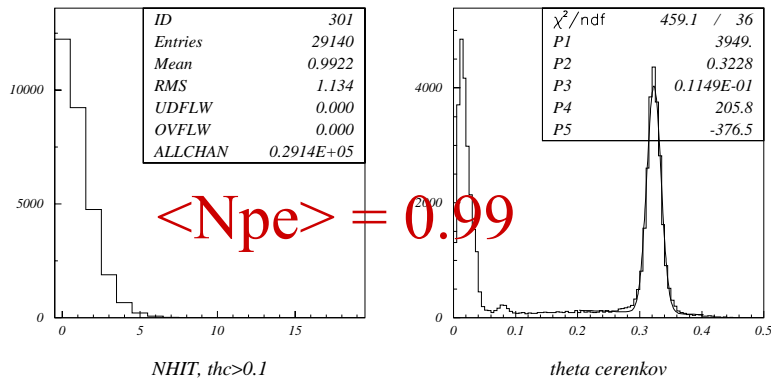 ID 301
Entries 29140
Mean 0.9922
RMS 1.134
UDFLW 0.000
OVFLW 0.000
ALLCHAN 0.2914E+05
10000
5000
0
0 5 10 15
NHIT, thc>0.1
<Npe> = 0.99
χ²/ndf 459.1 / 36
P1 3949.
P2 0.3228
P3 0.1149E-01
P4 205.8
P5 -376.5
4000
2000
0
0 0.1 0.2 0.3 0.4 0.5
theta cerenkov